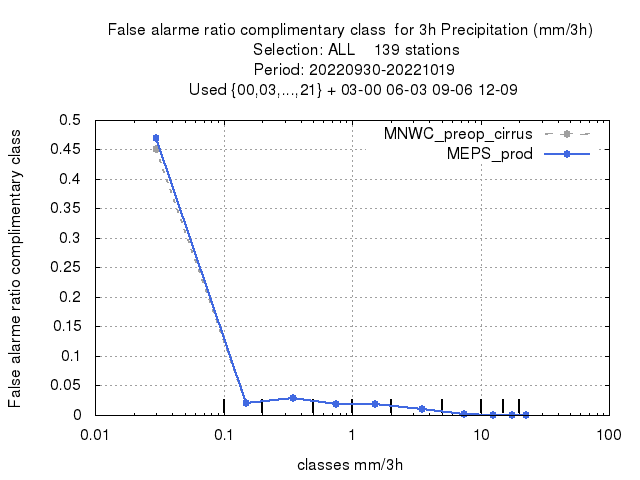 False alarme ratio complimentary class  for 3h Precipitation (mm/3h)
Selection: ALL    139 stations
Period: 20220930-20221019
Used {00,03,...,21} + 03-00 06-03 09-06 12-09
False alarme ratio complimentary class
0.5
0.45
0.4
0.35
0.3
0.25
0.2
0.15
0.1
0.05
0
MNWC_preop_cirrus
MEPS_prod
0.01 0.1 1 10 100
classes mm/3h